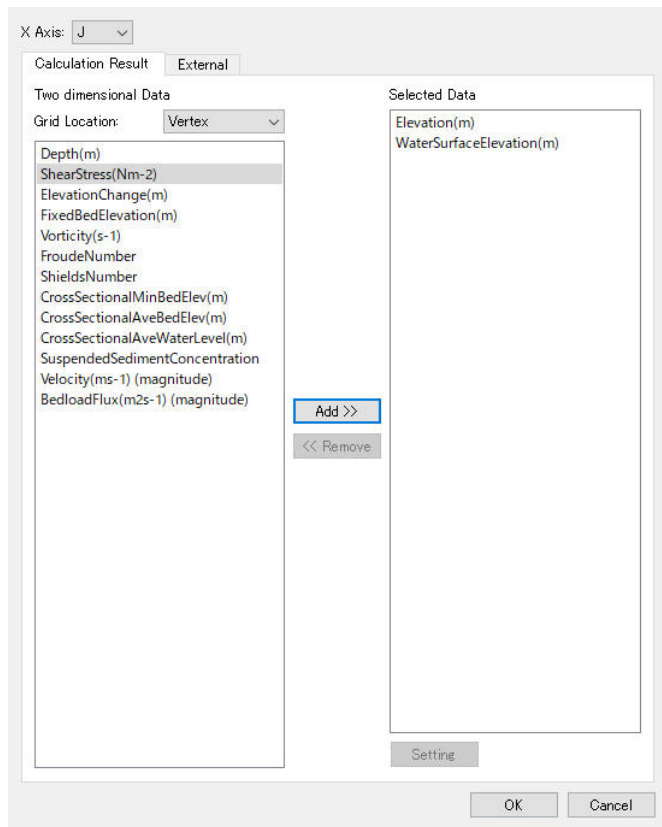 X Axis: J
Calculation Result External
Two dimensional Data
Grid Location: Vertex
Depth(m)
ShearStress(Nm-2)
ElevationChange(m)
FixedBedElevation(m)
Vorticity(s-1)
FroudeNumber
ShieldsNumber
CrossSectionalMinBedElev(m)
CrossSectionalAveBedElev(m)
CrossSectionalAveWaterLevel(m)
SuspendedSedimentConcentration
Velocity(ms-1) (magnitude)
BedloadFlux(m2s-1) (magnitude)
Add >>
<< Remove
Selected Data
Elevation(m)
WaterSurfaceElevation(m)
Setting
OK Cancel